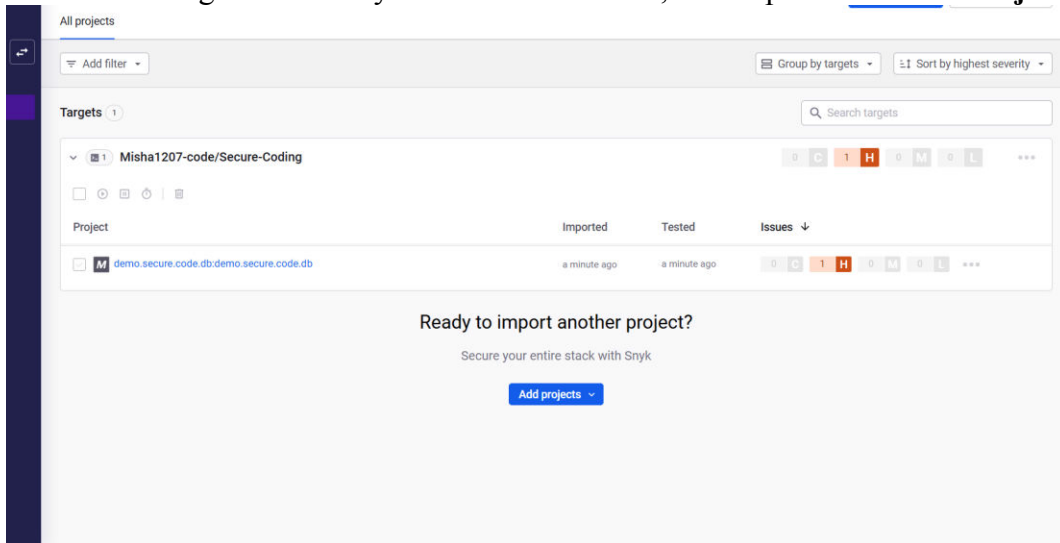 All projects
Add filter
Group by targets
Sort by highest severity
Targets 1
Search targets
1 Misha1207-code/Secure-Coding
0 C 1 H 0 M 0 L
Project Imported Tested Issues
M demo.secure.code.db:demo.secure.code.db a minute ago a minute ago 0 C 1 H 0 M 0 L
Ready to import another project?
Secure your entire stack with Snyk
Add projects